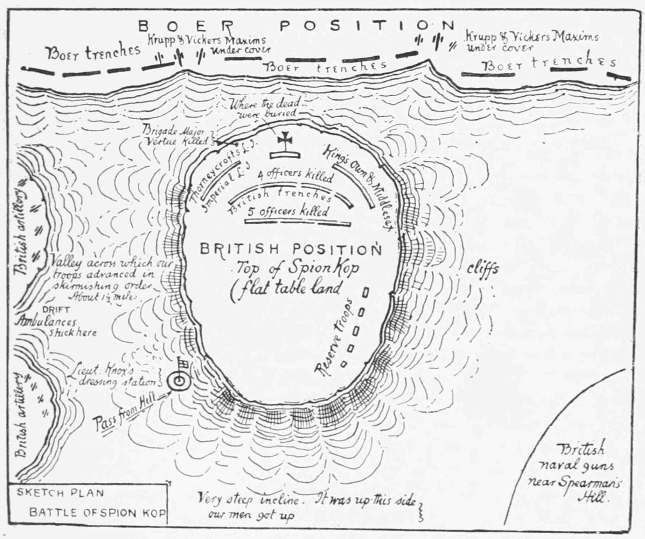 BOER POSITION
Boer trenches
Krupp & Vickers Maxims
under cover
Boer trenches
Krupp & Vickers Maxims
under cover
Boer trenches
Where the dead
were buried
Brigade Major
Vertue killed
Thorneycroft's L.I.
Imperial L.I.
King's Own & Middlesex
4 officers killed
British trenches
5 officers killed
BRITISH POSITION
Top of Spion Kop
(flat table land
Reserve troops
cliffs
British artillery
Valley across which our
troops advanced in
skirmishing order.
About 1½ mile.
DRIFT
Ambulances
stick here
Lieut. Knox's
dressing station
Pass from Hill
British artillery
British
naval guns
near Spearman's
Hill.
Very steep incline. It was up this side
our men got up
SKETCH PLAN
BATTLE OF SPION KOP